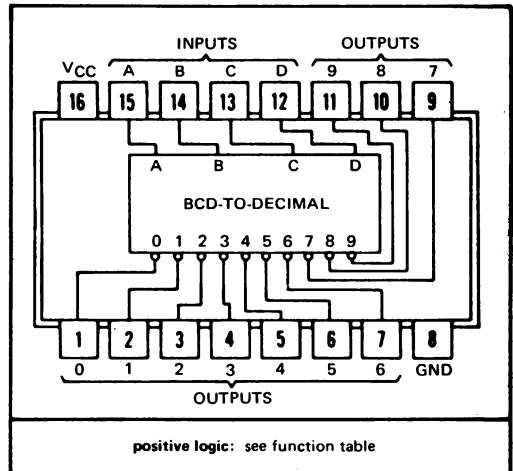 INPUTS OUTPUTS
VCC A B C D 9 8 7
16 15 14 13 12 11 10 9
A B C D
BCD-TO-DECIMAL
0 1 2 3 4 5 6 7 8 9
1 2 3 4 5 6 7 8
0 1 2 3 4 5 6 GND
OUTPUTS
positive logic: see function table